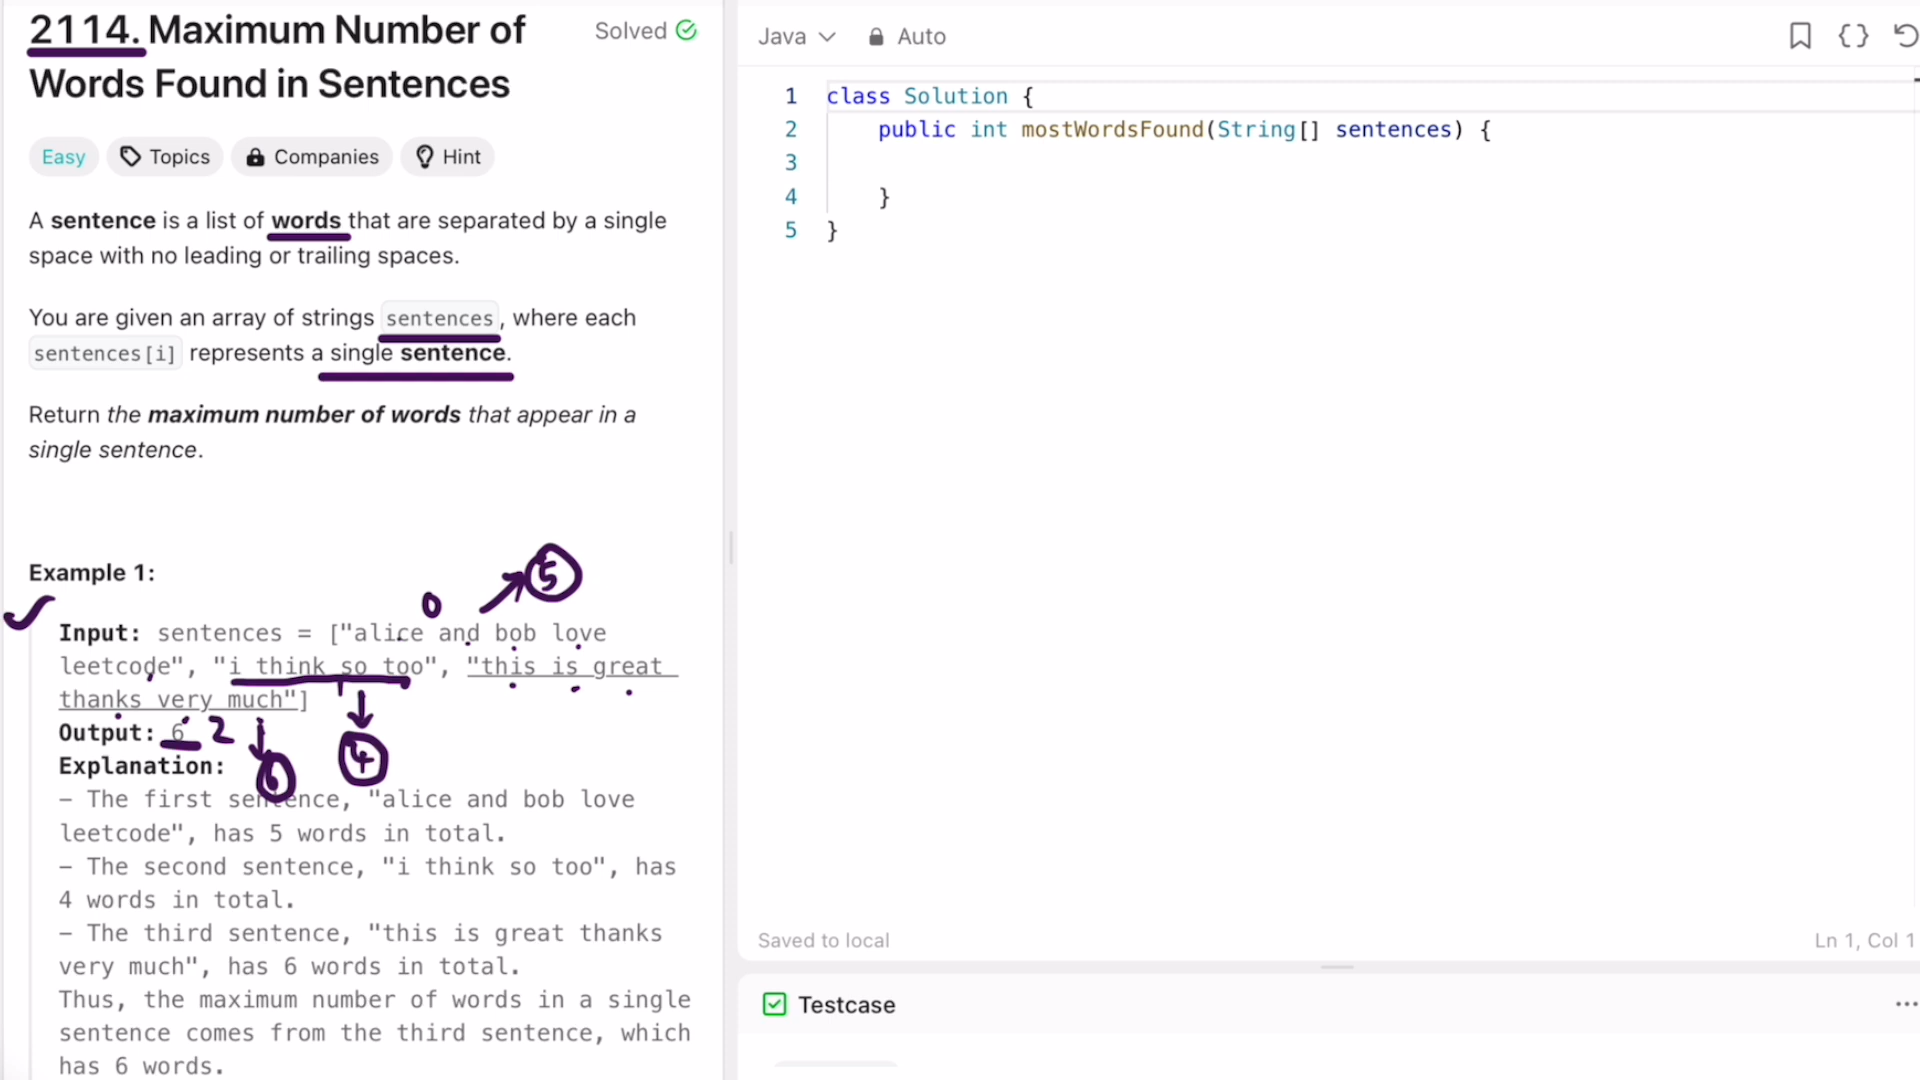 2114. Maximum Number of
Words Found in Sentences
Solved
Easy Topics Companies Hint
A sentence is a list of words that are separated by a single
space with no leading or trailing spaces.
You are given an array of strings sentences, where each
sentences[i] represents a single sentence.
Return the maximum number of words that appear in a
single sentence.
Example 1:
5
0
Input: sentences = ["alice and bob love
leetcode", "i think so too", "this is great
thanks very much"]
Output: 6 2
4
6
Explanation:
– The first sentence, "alice and bob love
leetcode", has 5 words in total.
– The second sentence, "i think so too", has
4 words in total.
– The third sentence, "this is great thanks
very much", has 6 words in total.
Thus, the maximum number of words in a single
sentence comes from the third sentence, which
has 6 words.
Java Auto
1 class Solution {
2 public int mostWordsFound(String[] sentences) {
3
4 }
5 }
Saved to local
Ln 1, Col 1
Testcase